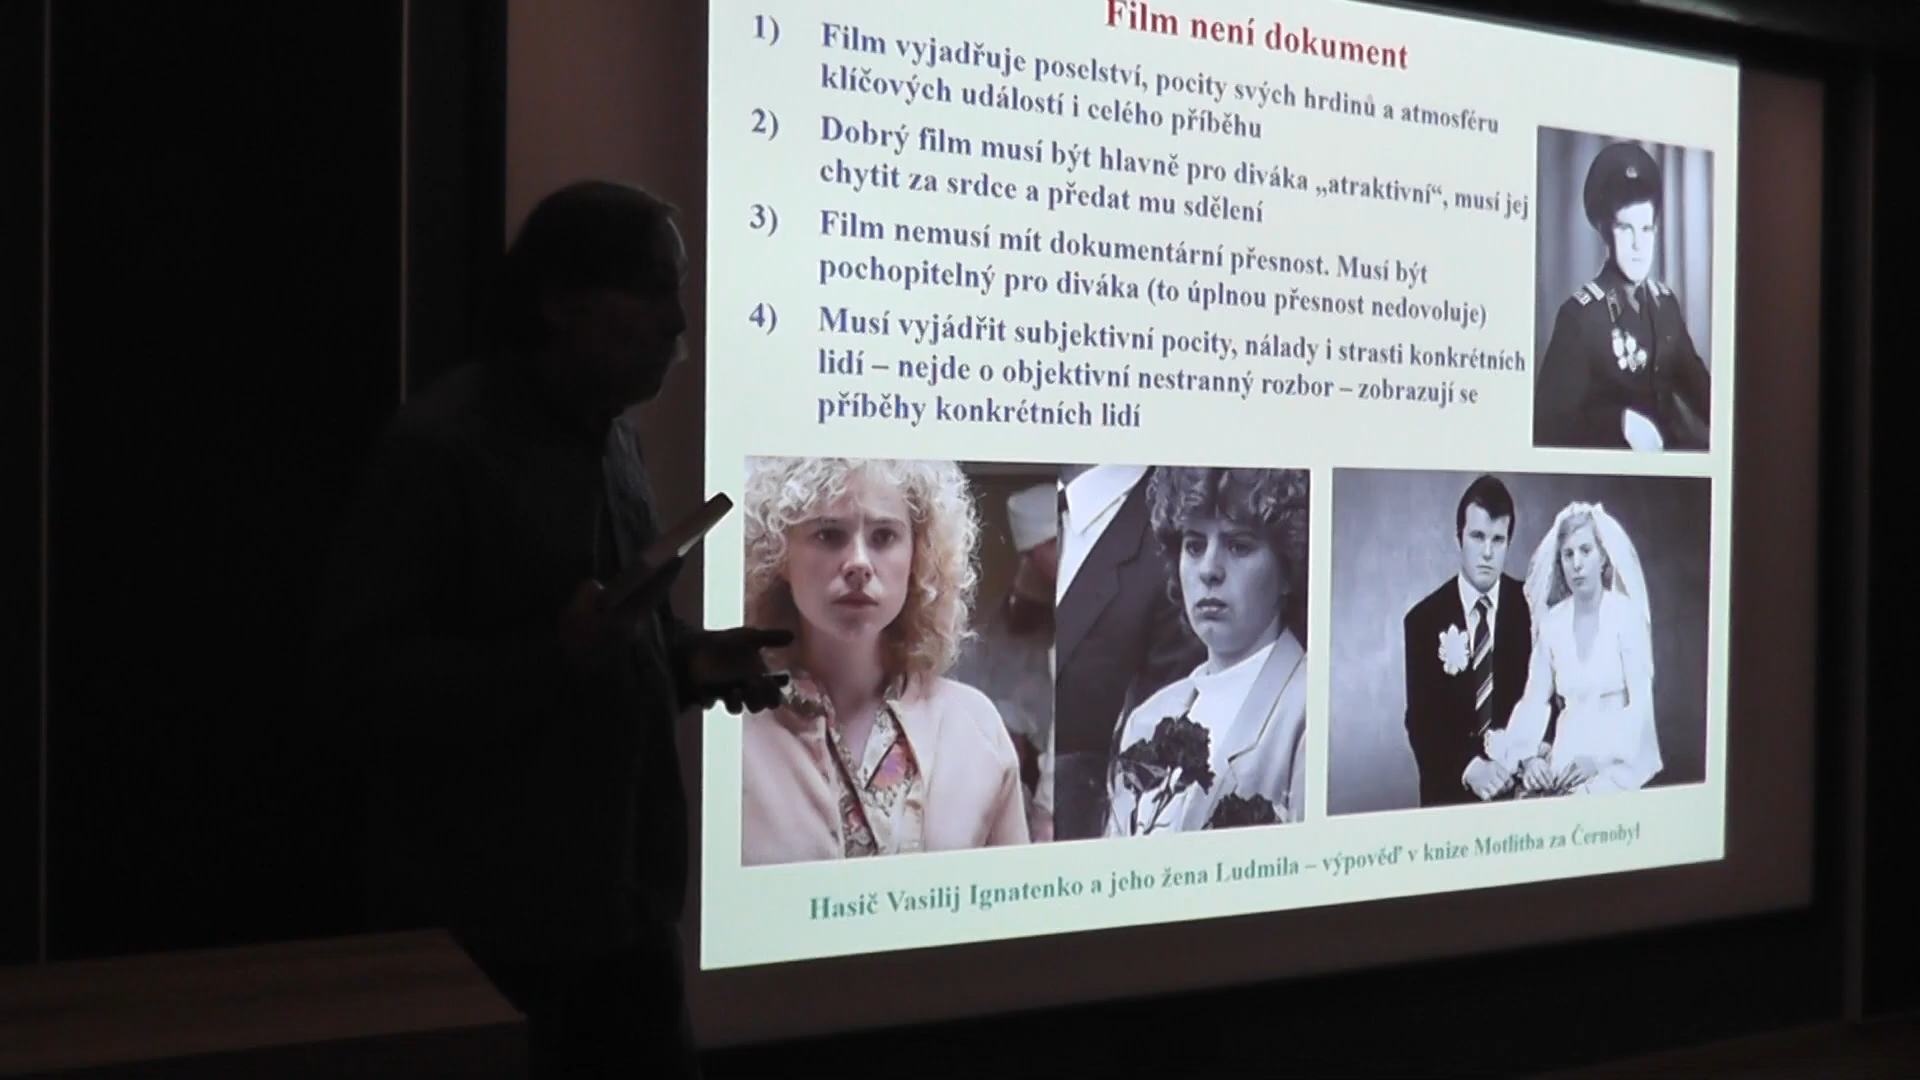 Film není dokument
1) Film vyjadřuje poselství, pocity svých hrdinů a atmosféru
klíčových událostí i celého příběhu
2) Dobrý film musí být hlavně pro diváka „atraktivní“, musí jej
chytit za srdce a předat mu sdělení
3) Film nemusí mít dokumentární přesnost. Musí být
pochopitelný pro diváka (to úplnou přesnost nedovoluje)
4) Musí vyjádřit subjektivní pocity, nálady i strasti konkrétních
lidí – nejde o objektivní nestranný rozbor – zobrazují se
příběhy konkrétních lidí
Hasič Vasilij Ignatenko a jeho žena Ludmila – výpověď v knize Motlitba za Černobyl